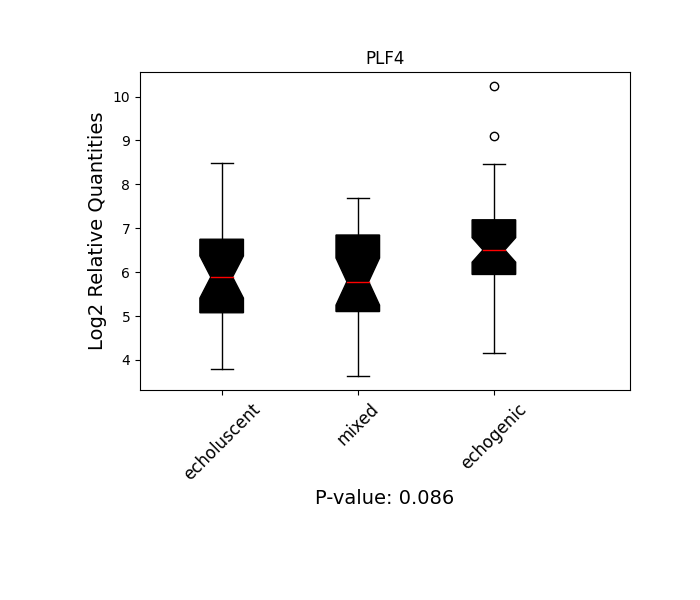 PLF4
Log2 Relative Quantities
10
9
8
7
6
5
4
echoluscent
mixed
echogenic
P-value: 0.086